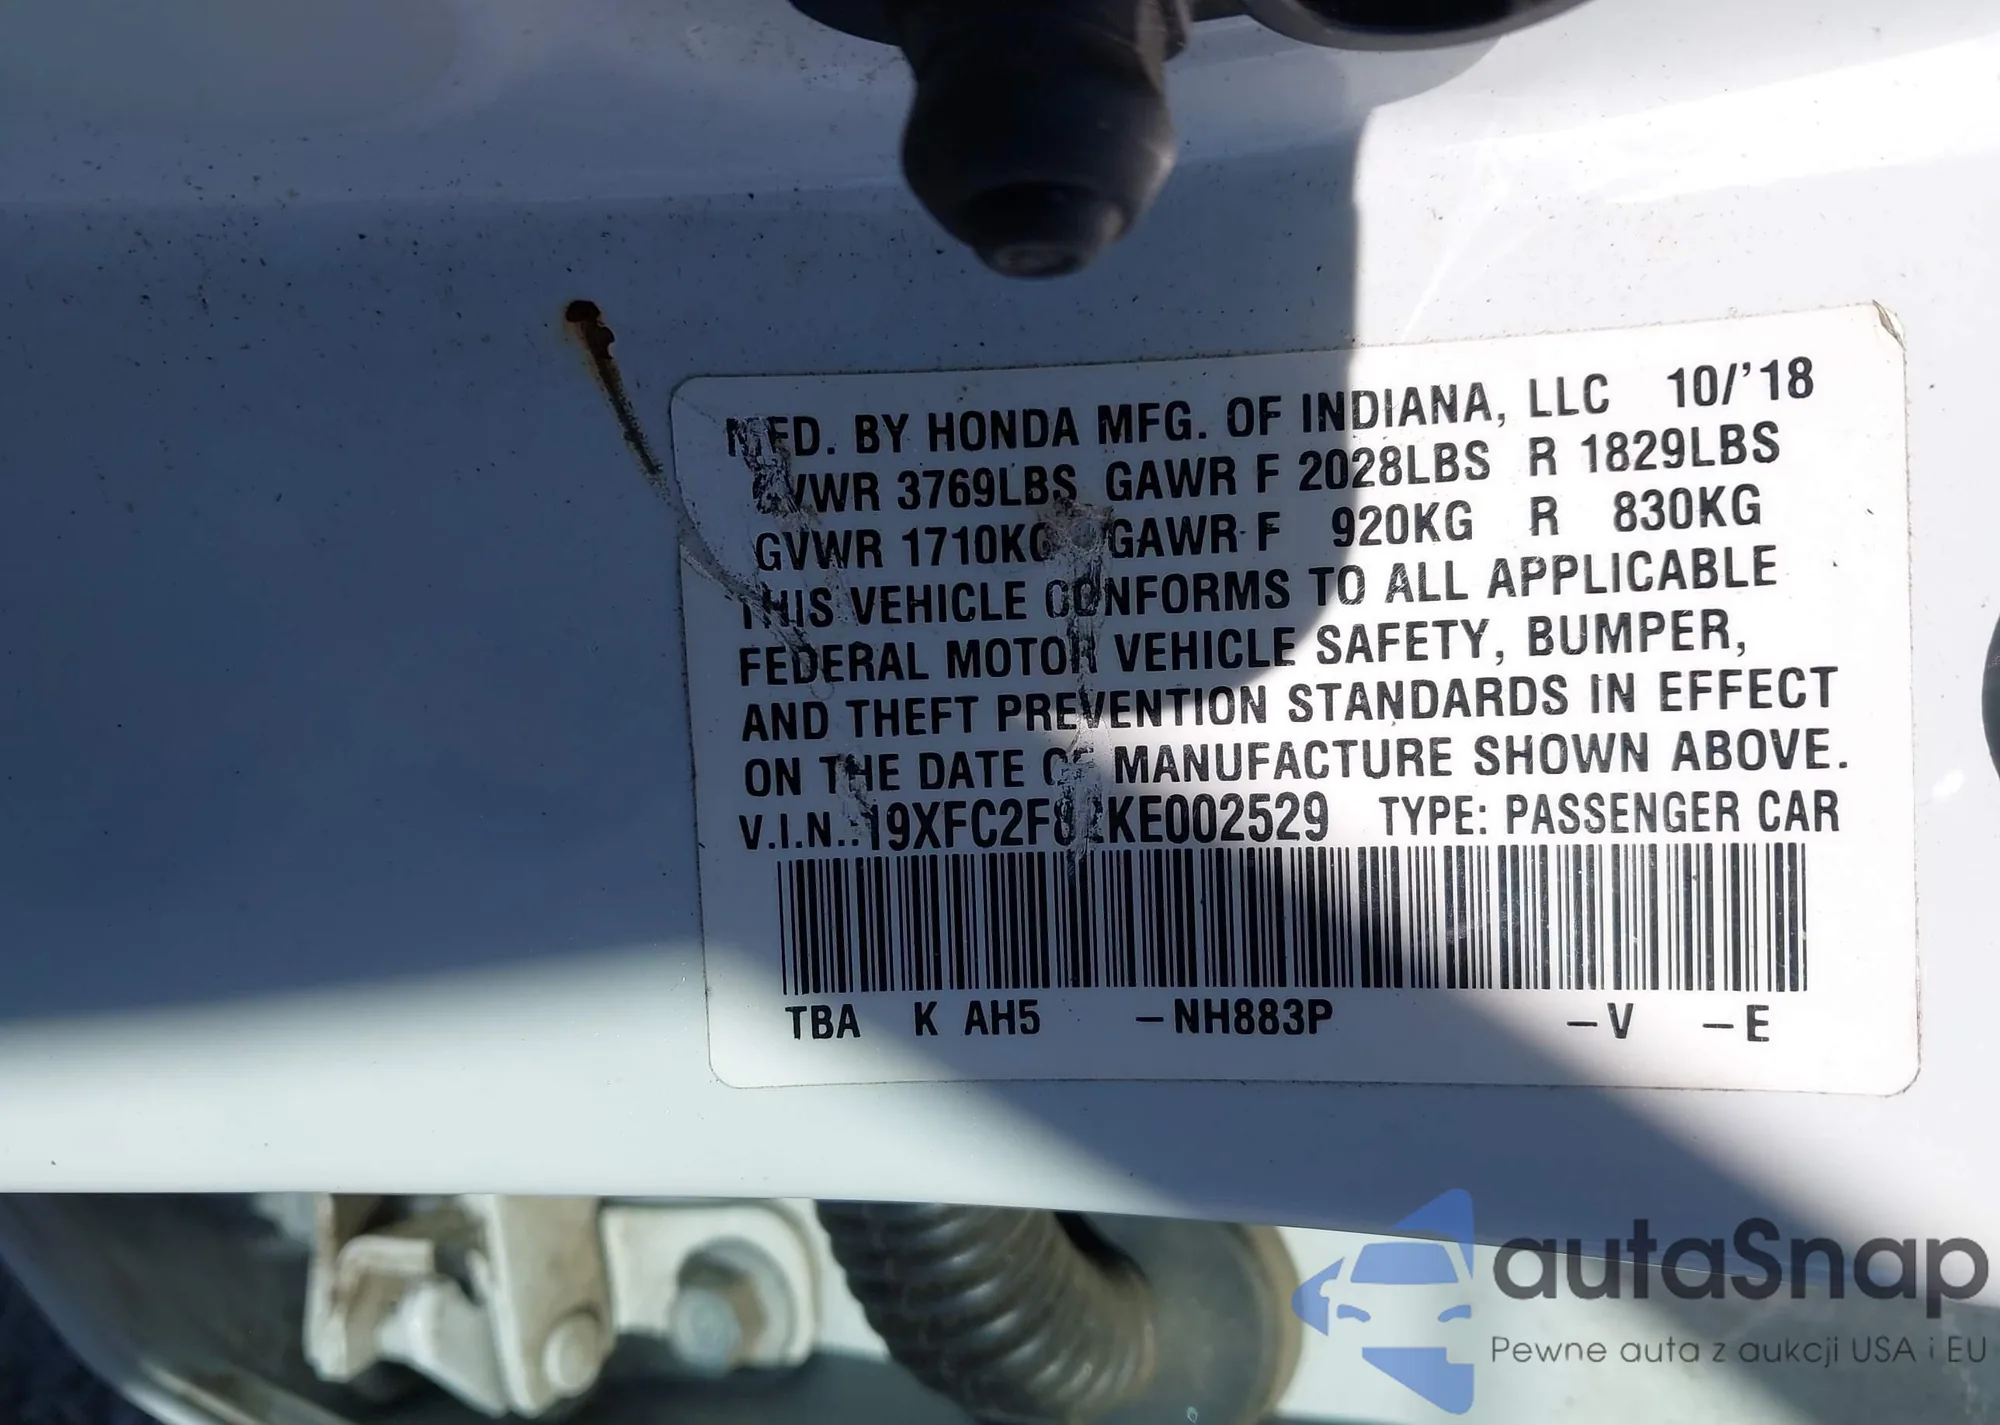 MFD. BY HONDA MFG. OF INDIANA, LLC 10/'18
GVWR 3769LBS GAWR F 2028LBS R 1829LBS
GVWR 1710KG GAWR F 920KG R 830KG
THIS VEHICLE CONFORMS TO ALL APPLICABLE
FEDERAL MOTOR VEHICLE SAFETY, BUMPER,
AND THEFT PREVENTION STANDARDS IN EFFECT
ON THE DATE OF MANUFACTURE SHOWN ABOVE.
V.I.N.: TYPE: PASSENGER CAR
TBA K AH5 –NH883P –V –E
autaSnap
Pewne auta z aukcji USA i EU